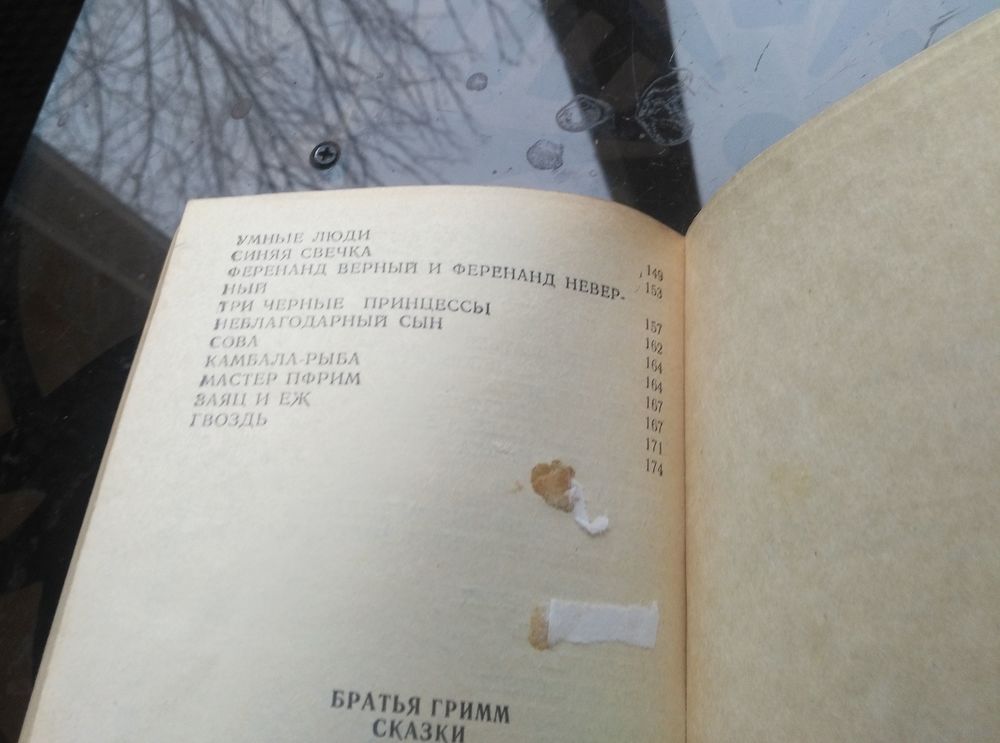 УМНЫЕ ЛЮДИ 149
СИНЯЯ СВЕЧКА 153
ФЕРЕНАНД ВЕРНЫЙ И ФЕРЕНАНД НЕВЕР-
НЫЙ 157
ТРИ ЧЕРНЫЕ ПРИНЦЕССЫ 162
НЕБЛАГОДАРНЫЙ СЫН 164
СОВА 164
КАМБАЛА-РЫБА 167
МАСТЕР ПФРИМ 167
ЗАЯЦ И ЕЖ 171
ГВОЗДЬ 174
БРАТЬЯ ГРИММ
СКАЗКИ